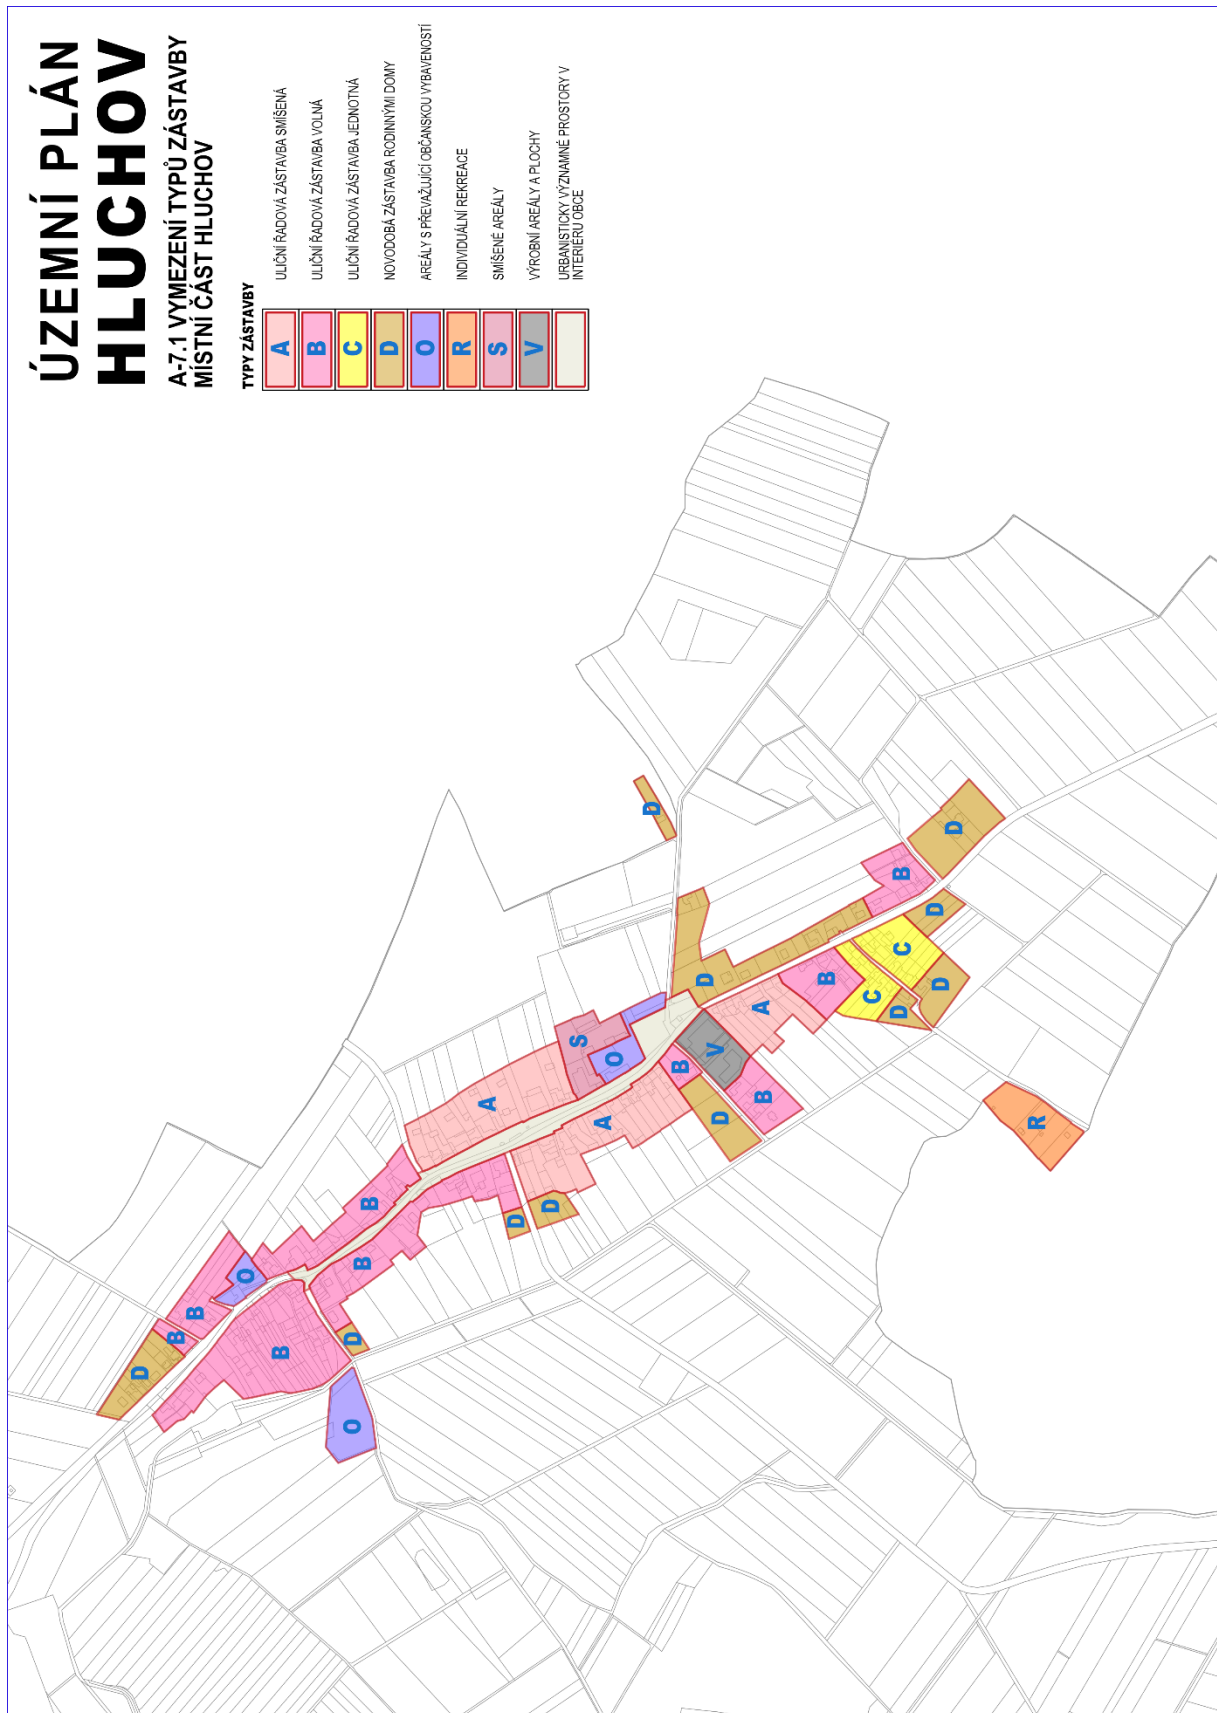 ÚZEMNÍ PLÁN
HLUCHOV
A-7.1 VYMEZENÍ TYPŮ ZÁSTAVBY
MÍSTNÍ ČÁST HLUCHOV
TYPY ZÁSTAVBY
A ULIČNÍ ŘADOVÁ ZÁSTAVBA SMÍŠENÁ
B ULIČNÍ ŘADOVÁ ZÁSTAVBA VOLNÁ
C ULIČNÍ ŘADOVÁ ZÁSTAVBA JEDNOTNÁ
D NOVODOBÁ ZÁSTAVBA RODINNÝMI DOMY
O AREÁLY S PŘEVAŽUJÍCÍ OBČANSKOU VYBAVENOSTÍ
R INDIVIDUÁLNÍ REKREACE
S SMÍŠENÉ AREÁLY
V VÝROBNÍ AREÁLY A PLOCHY
URBANISTICKY VÝZNAMNÉ PROSTORY V
INTERIÉRU OBCE
D
D
B
D
D
B
C
C
D
D
A
S
O
V
B
B
D
A
A
R
D
D
B
B
O
B
B
D
B
D
O